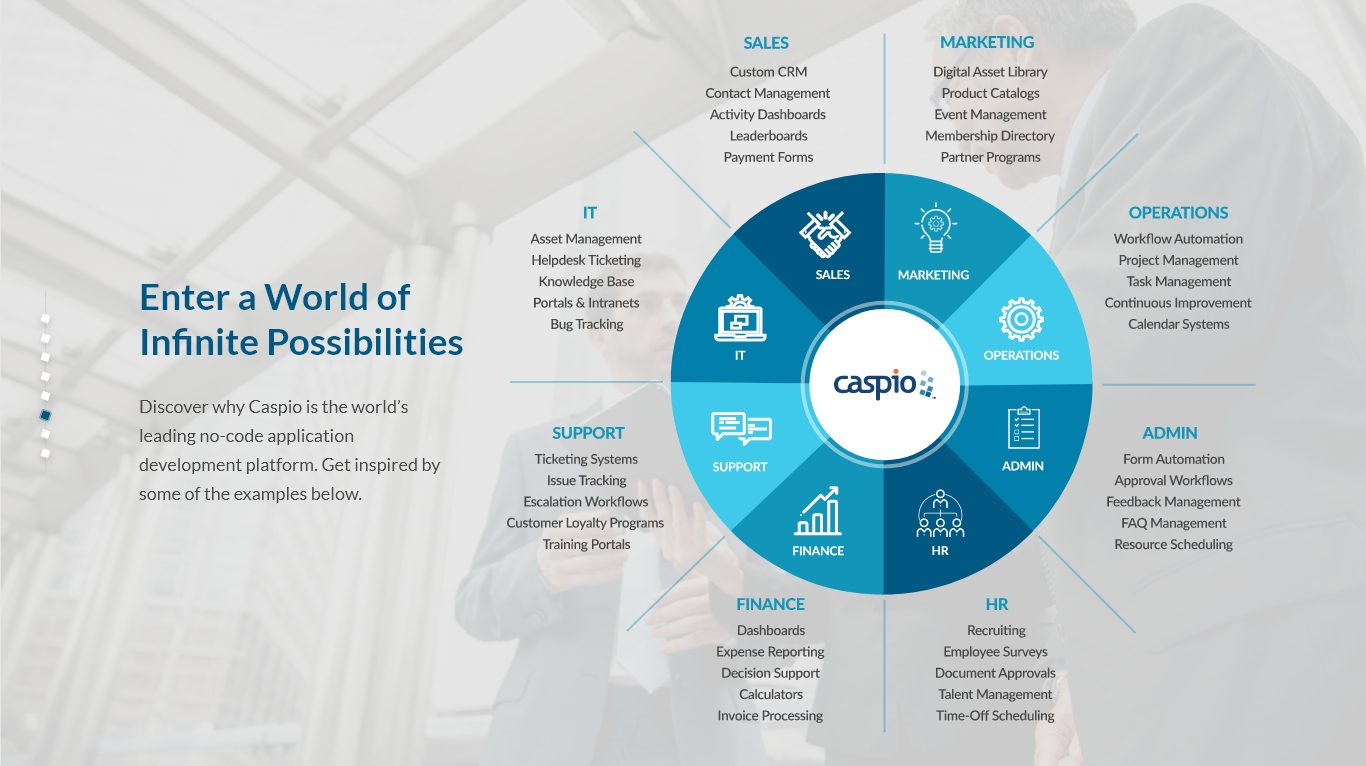 Enter a World of
Infinite Possibilities
Discover why Caspio is the world's
leading no-code application
development platform. Get inspired by
some of the examples below.
SALES
Custom CRM
Contact Management
Activity Dashboards
Leaderboards
Payment Forms
MARKETING
Digital Asset Library
Product Catalogs
Event Management
Membership Directory
Partner Programs
IT
Asset Management
Helpdesk Ticketing
Knowledge Base
Portals & Intranets
Bug Tracking
OPERATIONS
Workflow Automation
Project Management
Task Management
Continuous Improvement
Calendar Systems
SUPPORT
Ticketing Systems
Issue Tracking
Escalation Workflows
Customer Loyalty Programs
Training Portals
ADMIN
Form Automation
Approval Workflows
Feedback Management
FAQ Management
Resource Scheduling
FINANCE
Dashboards
Expense Reporting
Decision Support
Calculators
Invoice Processing
HR
Recruiting
Employee Surveys
Document Approvals
Talent Management
Time-Off Scheduling
SALES
MARKETING
IT
OPERATIONS
caspio
SUPPORT
ADMIN
FINANCE
HR